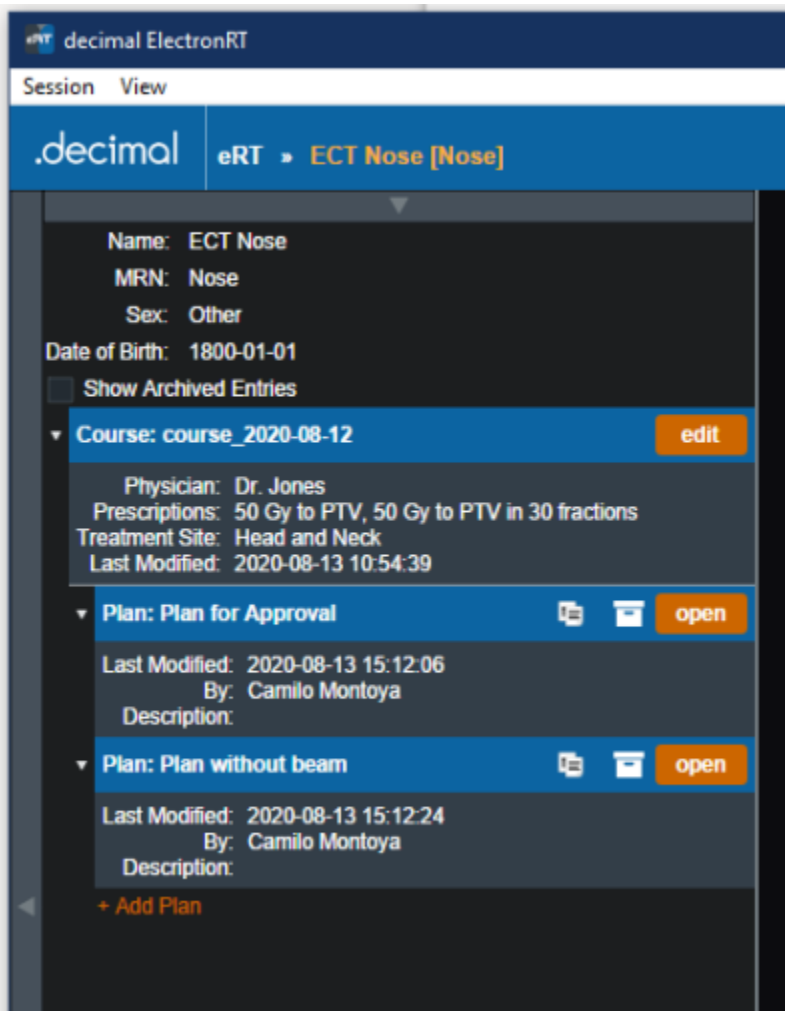 eRT decimal ElectronRT
Session View
.decimal eRT » ECT Nose [Nose]
Name: ECT Nose
MRN: Nose
Sex: Other
Date of Birth: 1800-01-01
Show Archived Entries
Course: course_2020-08-12 edit
Physician: Dr. Jones
Prescriptions: 50 Gy to PTV, 50 Gy to PTV in 30 fractions
Treatment Site: Head and Neck
Last Modified: 2020-08-13 10:54:39
Plan: Plan for Approval open
Last Modified: 2020-08-13 15:12:06
By: Camilo Montoya
Description:
Plan: Plan without beam open
Last Modified: 2020-08-13 15:12:24
By: Camilo Montoya
Description:
+ Add Plan